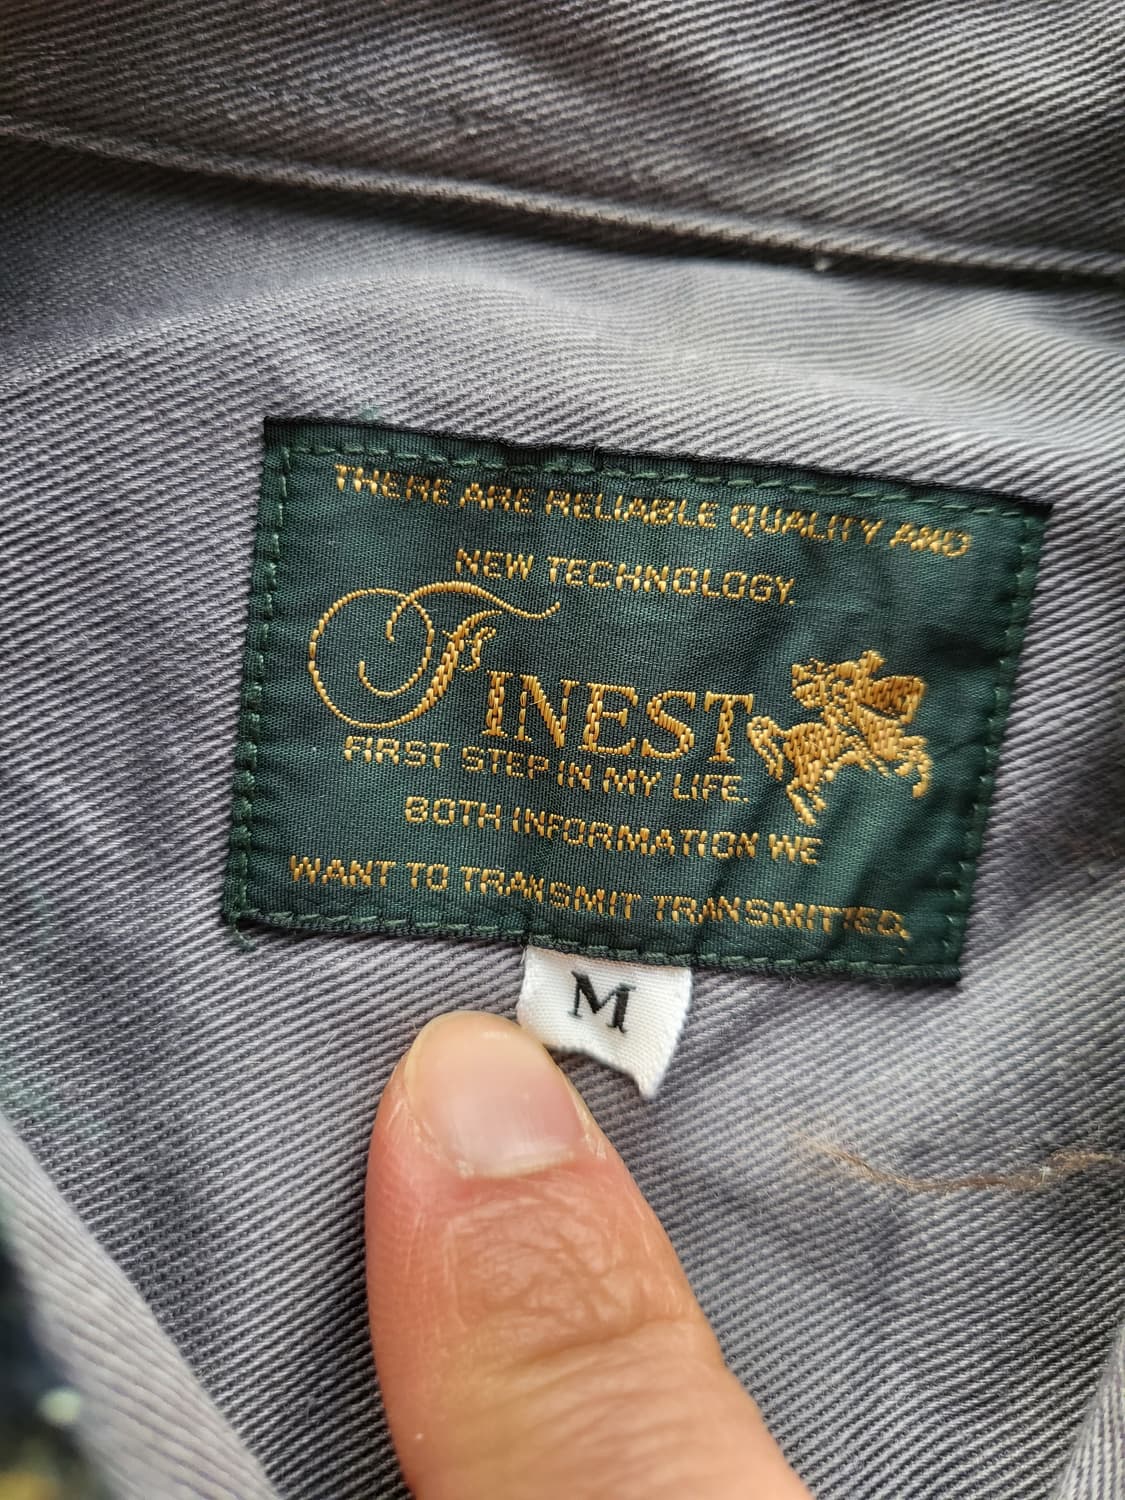 THERE ARE RELIABLE QUALITY AND
NEW TECHNOLOGY.
FINEST
FIRST STEP IN MY LIFE.
BOTH INFORMATION WE
WANT TO TRANSMIT TRANSMITTED.
M